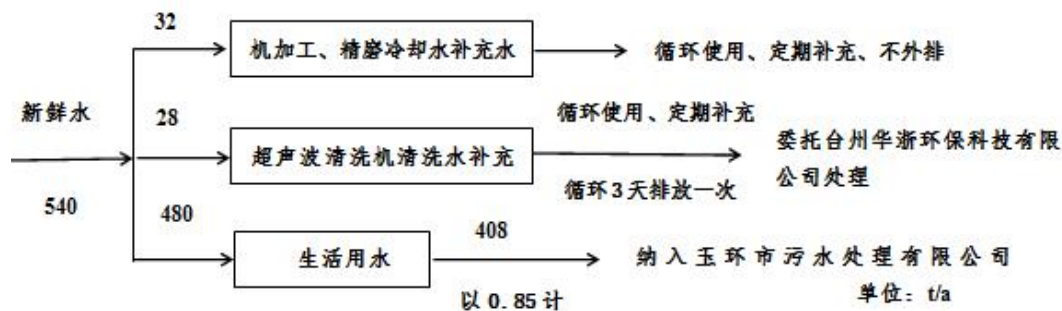 32
机加工、精磨冷却水补充水
循环使用、定期补充、不外排
新鲜水
28
超声波清洗机清洗水补充
循环使用、定期补充
循环3天排放一次
委托台州华浙环保科技有限
公司处理
540
480
生活用水
408
以0.85计
纳入玉环市污水处理有限公司
单位：t/a